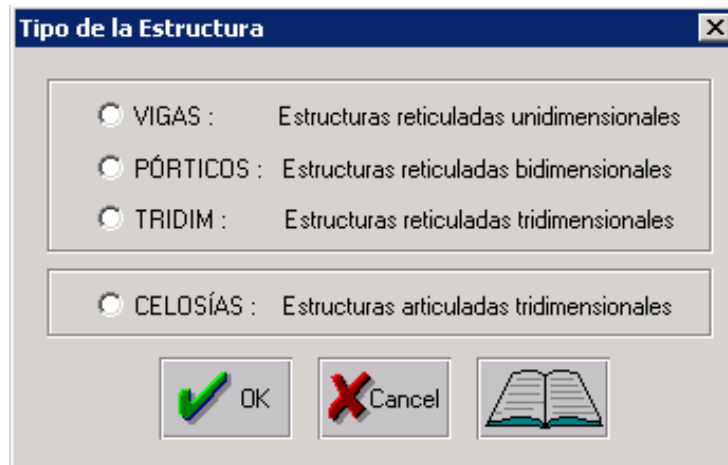 Tipo de la Estructura
VIGAS : Estructuras reticuladas unidimensionales
PÓRTICOS : Estructuras reticuladas bidimensionales
TRIDIM : Estructuras reticuladas tridimensionales
CELOSÍAS : Estructuras articuladas tridimensionales
OK Cancel